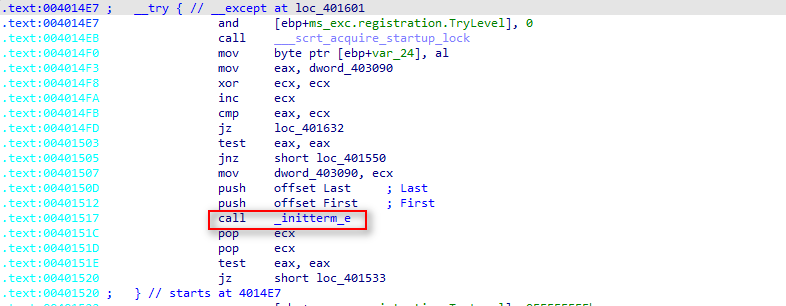 .text:004014E7 ;   __try { // __except at loc_401601
.text:004014E7                 and     [ebp+ms_exc.registration.TryLevel], 0
.text:004014EB                 call    ___scrt_acquire_startup_lock
.text:004014F0                 mov     byte ptr [ebp+var_24], al
.text:004014F3                 mov     eax, dword_403090
.text:004014F8                 xor     ecx, ecx
.text:004014FA                 inc     ecx
.text:004014FB                 cmp     eax, ecx
.text:004014FD                 jz      loc_401632
.text:00401503                 test    eax, eax
.text:00401505                 jnz     short loc_401550
.text:00401507                 mov     dword_403090, ecx
.text:0040150D                 push    offset Last     ; Last
.text:00401512                 push    offset First    ; First
.text:00401517                 call    _initterm_e
.text:0040151C                 pop     ecx
.text:0040151D                 pop     ecx
.text:0040151E                 test    eax, eax
.text:00401520                 jz      short loc_401533
.text:00401520 ;   } // starts at 4014E7